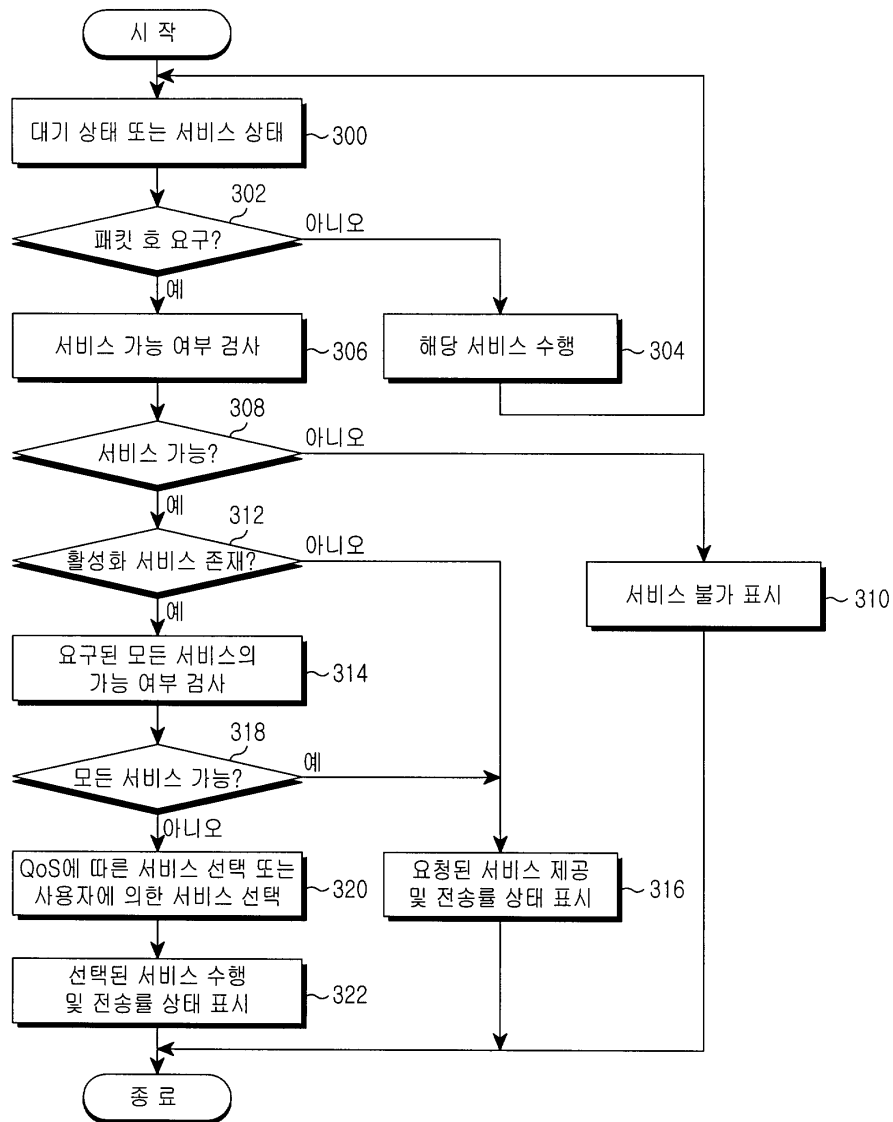 시 작
대기 상태 또는 서비스 상태
300
302
패킷 호 요구?
아니오
예
서비스 가능 여부 검사
306
해당 서비스 수행
304
308
서비스 가능?
아니오
예
312
활성화 서비스 존재?
아니오
예
서비스 불가 표시
310
요구된 모든 서비스의
가능 여부 검사
314
318
모든 서비스 가능?
예
아니오
QoS에 따른 서비스 선택 또는
사용자에 의한 서비스 선택
320
요청된 서비스 제공
및 전송률 상태 표시
316
선택된 서비스 수행
및 전송률 상태 표시
322
종 료